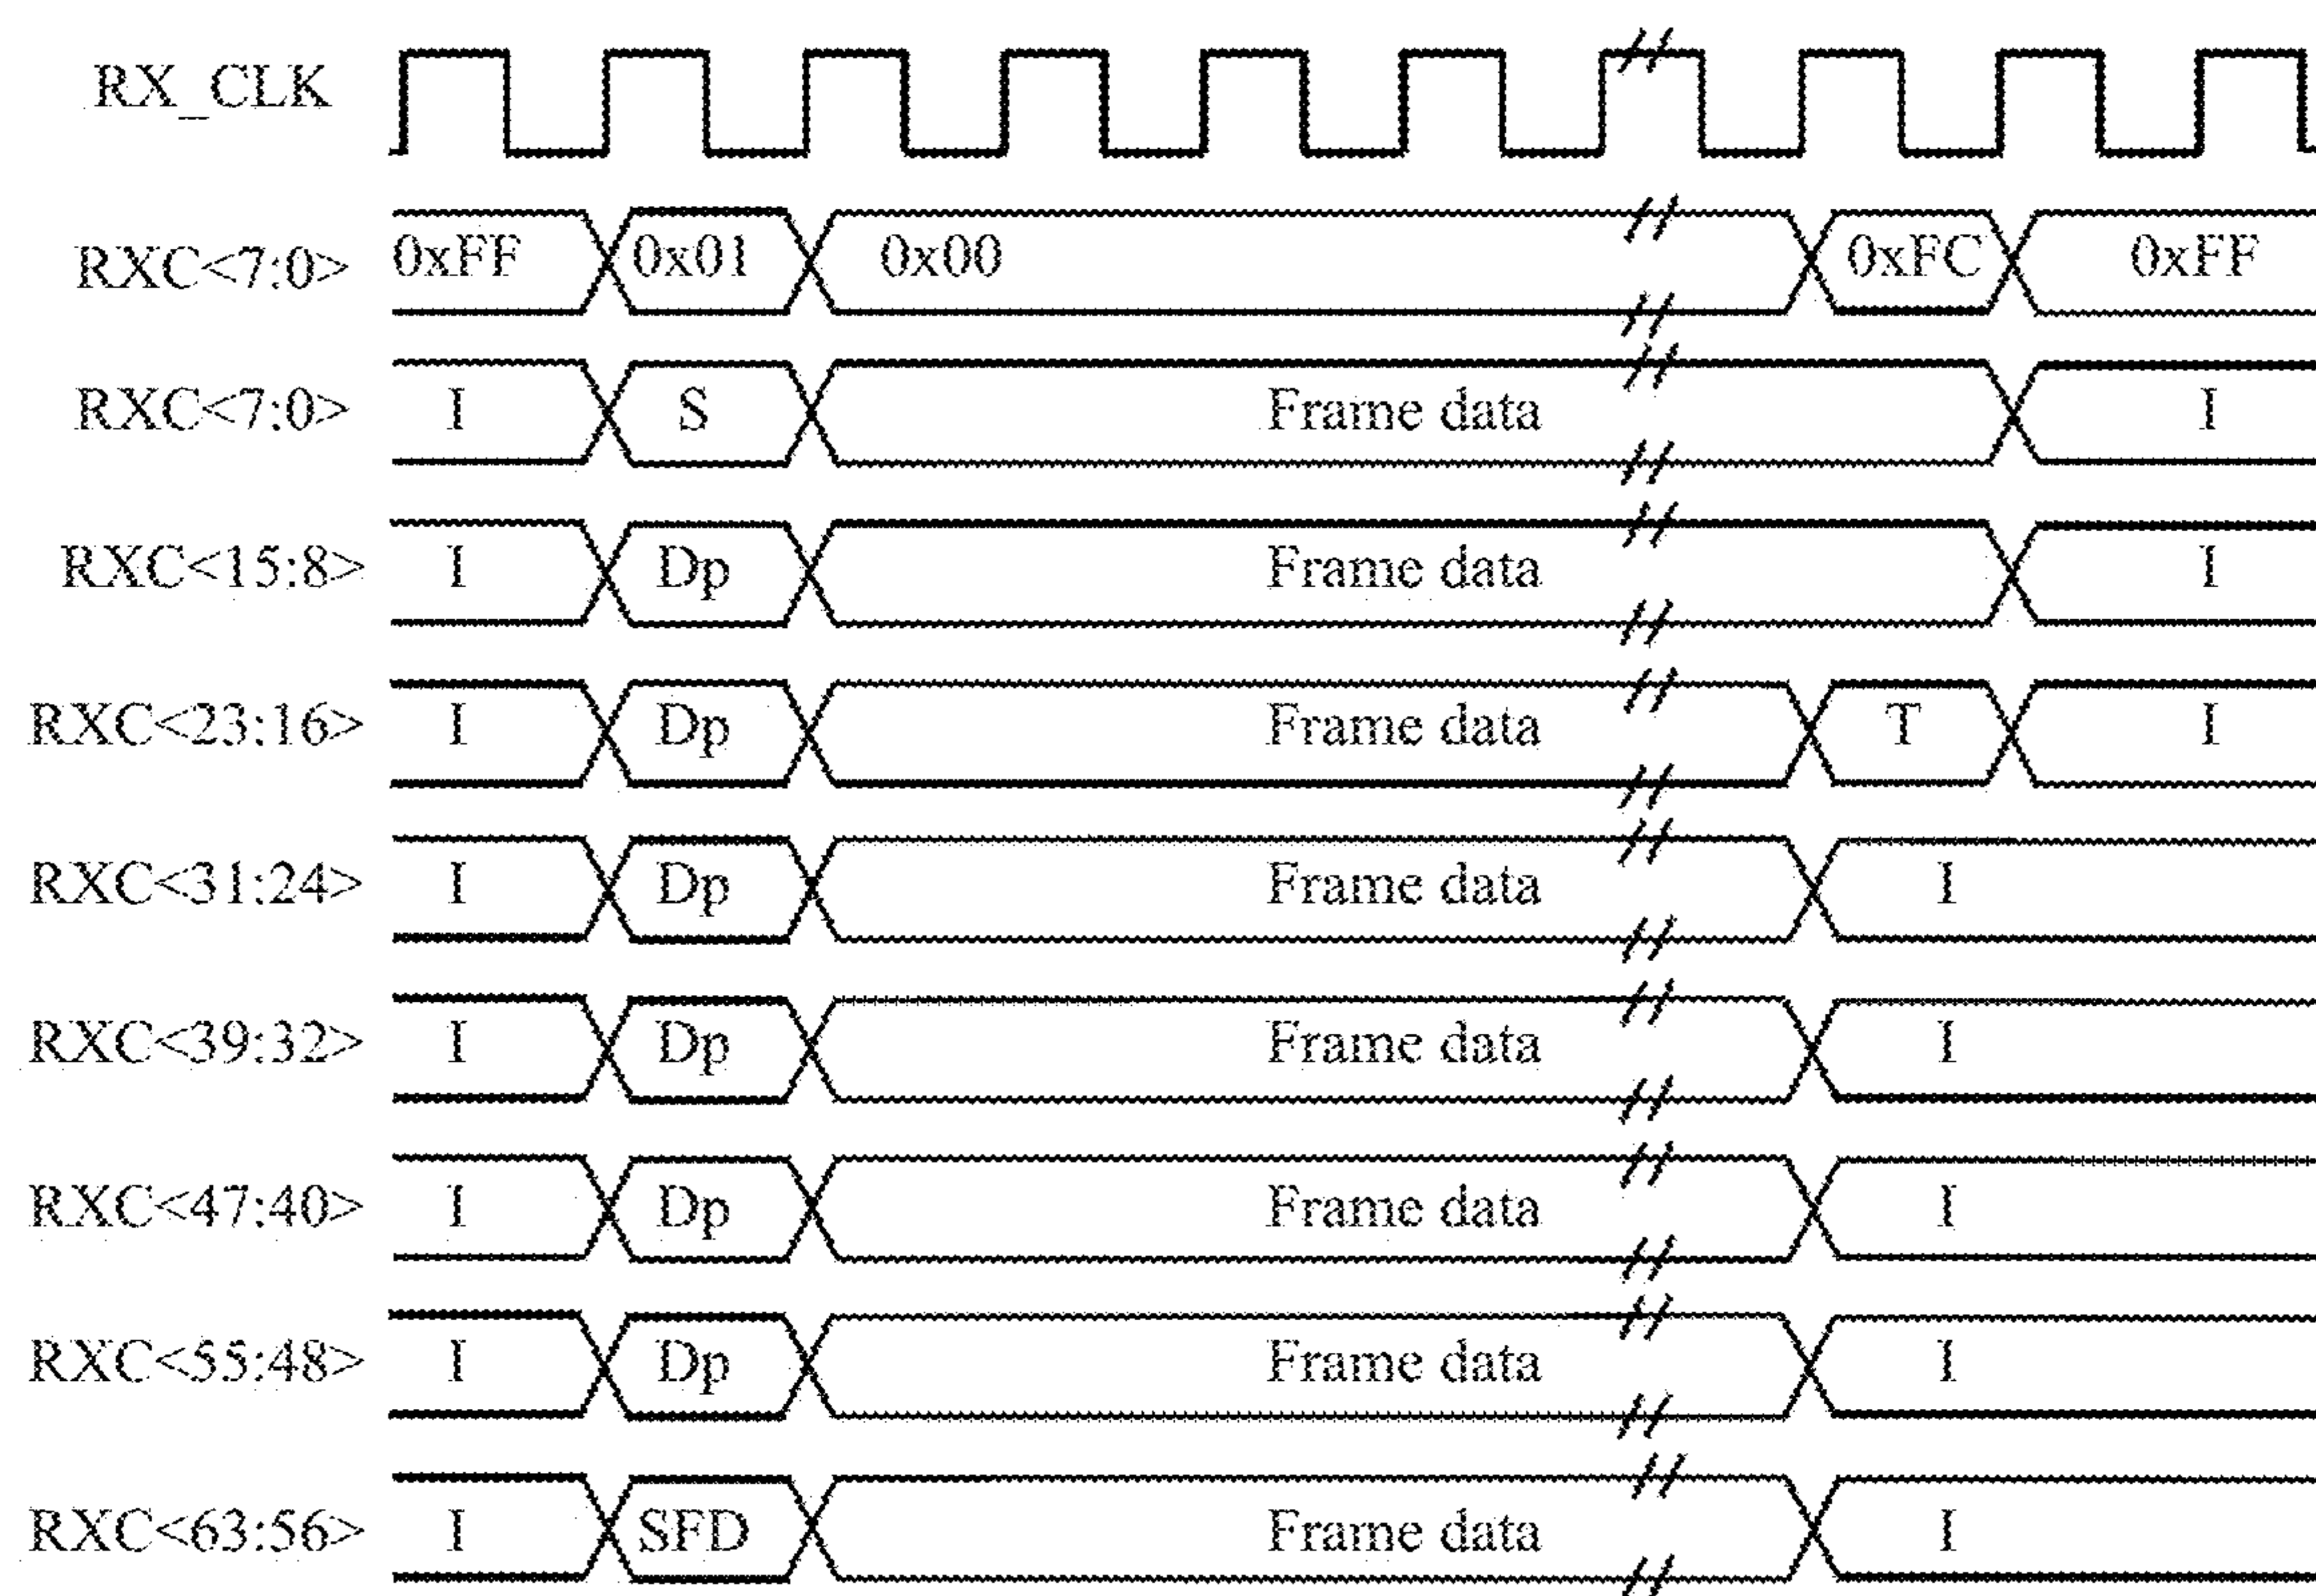 RX_CLK
RXC<7:0> 0xFF 0x01 0x00 0xFC 0xFF
RXC<7:0> I S Frame data I
RXC<15:8> I Dp Frame data I
RXC<23:16> I Dp Frame data T I
RXC<31:24> I Dp Frame data I
RXC<39:32> I Dp Frame data I
RXC<47:40> I Dp Frame data I
RXC<55:48> I Dp Frame data I
RXC<63:56> I SFD Frame data I